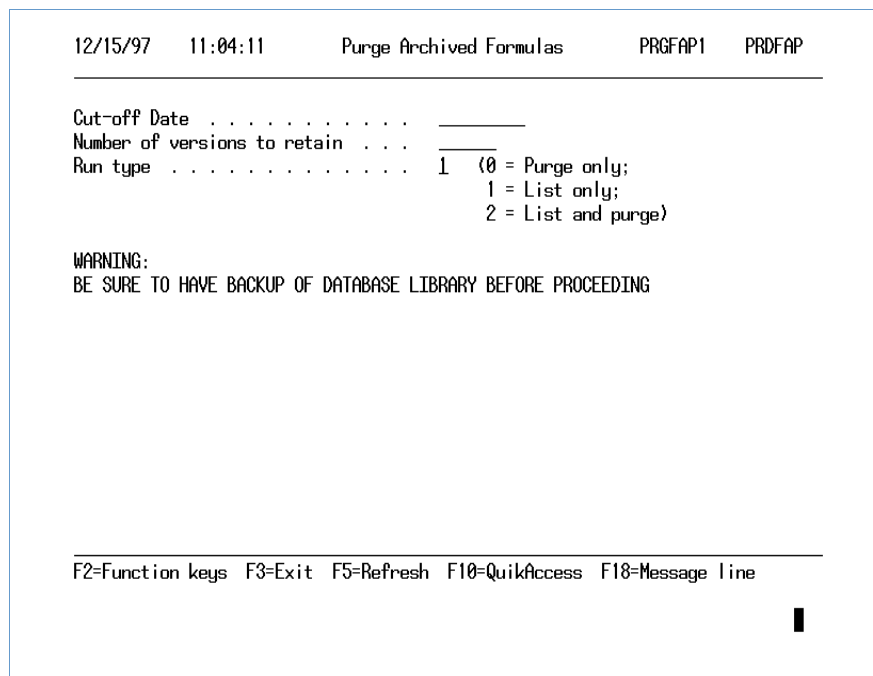 12/15/97 11:04:11 Purge Archived Formulas PRGFAP1 PRDFAP
Cut-off Date . . . . . . . . . . . _________
Number of versions to retain . . . ______
Run type . . . . . . . . . . . . . 1 (0 = Purge only;
1 = List only;
2 = List and purge)
WARNING:
BE SURE TO HAVE BACKUP OF DATABASE LIBRARY BEFORE PROCEEDING
F2=Function keys F3=Exit F5=Refresh F10=QuikAccess F18=Message line